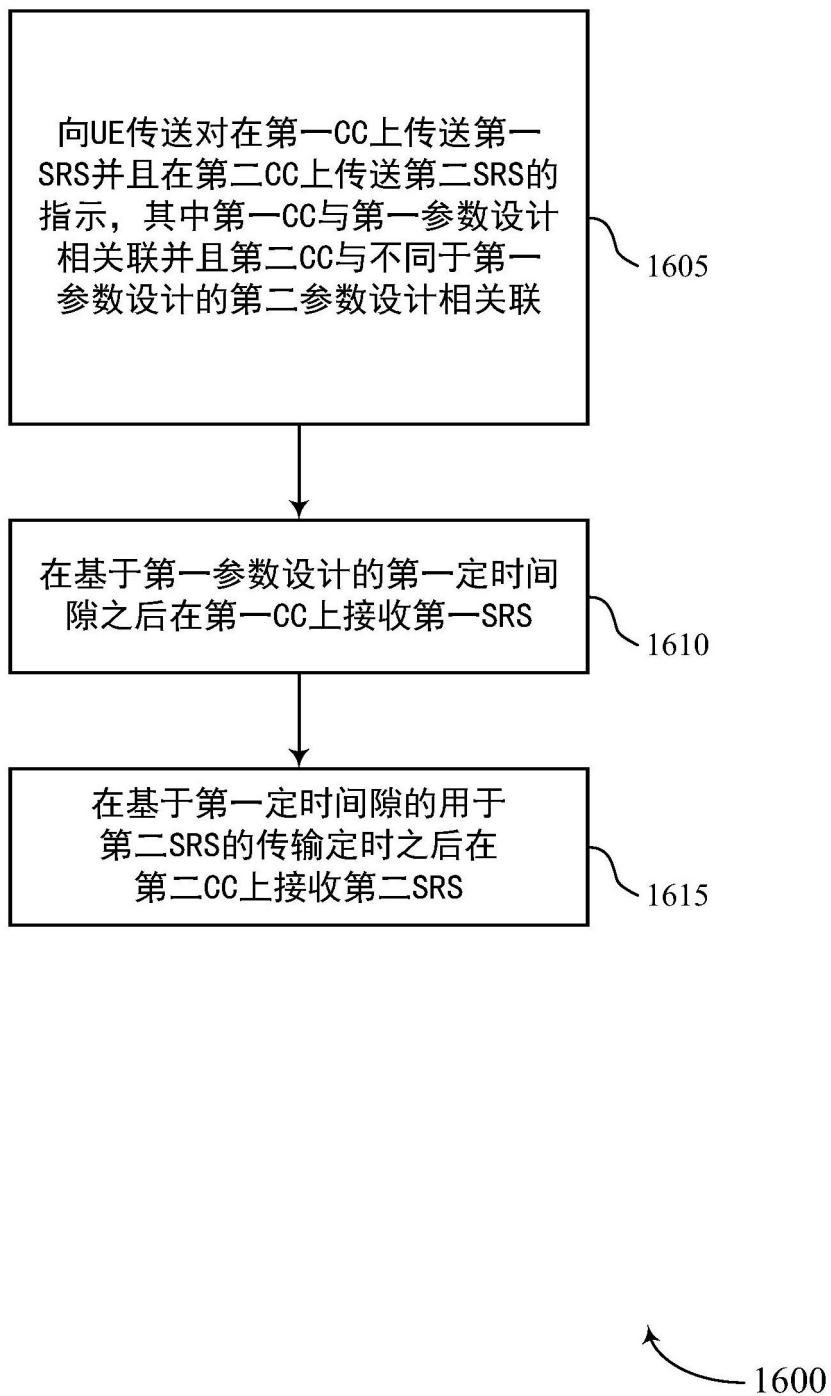 向UE传送对在第一CC上传送第一
SRS并且在第二CC上传送第二SRS的
指示，其中第一CC与第一参数设计
相关联并且第二CC与不同于第一
参数设计的第二参数设计相关联
1605
在基于第一参数设计的第一定时间
隙之后在第一CC上接收第一SRS
1610
在基于第一定时间隙的用于
第二SRS的传输定时之后在
第二CC上接收第二SRS
1615
1600